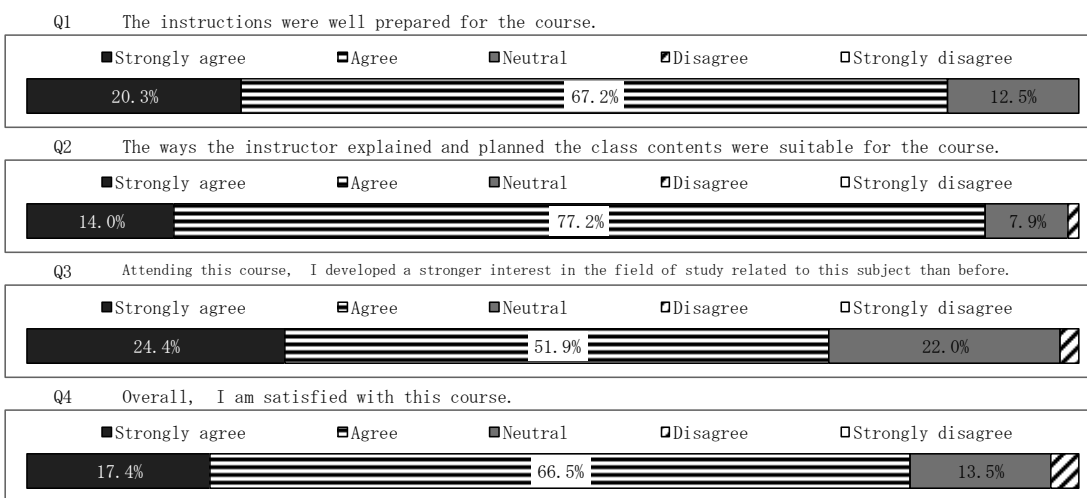 Q1 The instructions were well prepared for the course.
Strongly agree Agree Neutral Disagree Strongly disagree
20.3% 67.2% 12.5%
Q2 The ways the instructor explained and planned the class contents were suitable for the course.
Strongly agree Agree Neutral Disagree Strongly disagree
14.0% 77.2% 7.9%
Q3 Attending this course, I developed a stronger interest in the field of study related to this subject than before.
Strongly agree Agree Neutral Disagree Strongly disagree
24.4% 51.9% 22.0%
Q4 Overall, I am satisfied with this course.
Strongly agree Agree Neutral Disagree Strongly disagree
17.4% 66.5% 13.5%